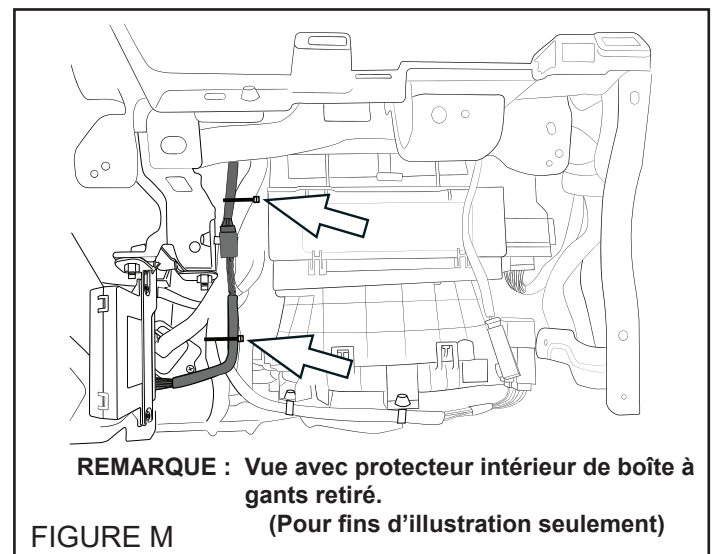 REMARQUE : Vue avec protecteur intérieur de boîte à
gants retiré.
(Pour fins d’illustration seulement)
FIGURE M